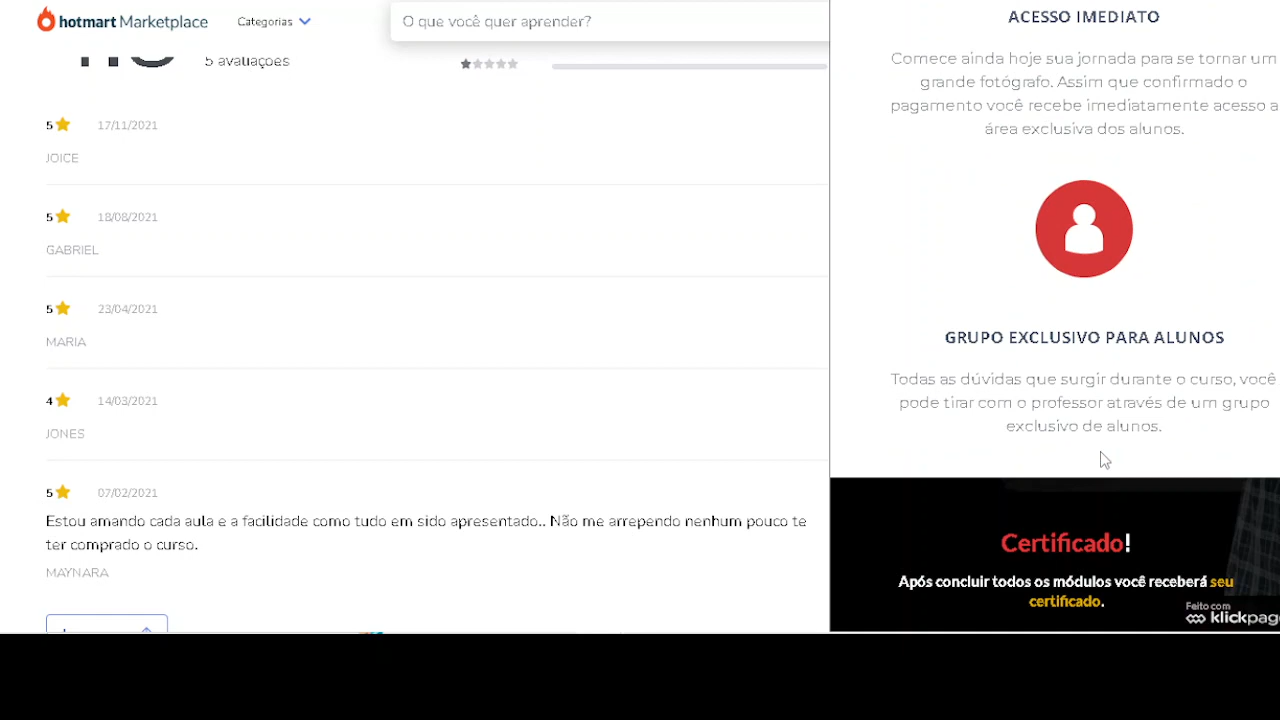 hotmart Marketplace
Categorias
O que você quer aprender?
5 avaliações
5
17/11/2021
JOICE
5
18/08/2021
GABRIEL
5
23/04/2021
MARIA
4
14/03/2021
JONES
5
07/02/2021
Estou amando cada aula e a facilidade como tudo em sido apresentado.. Não me arrependo nenhum pouco te
ter comprado o curso.
MAYNARA
ACESSO IMEDIATO
Comece ainda hoje sua jornada para se tornar um
grande fotógrafo. Assim que confirmado o
pagamento você recebe imediatamente acesso a
área exclusiva dos alunos.
GRUPO EXCLUSIVO PARA ALUNOS
Todas as dúvidas que surgir durante o curso, você
pode tirar com o professor através de um grupo
exclusivo de alunos.
Certificado!
Após concluir todos os módulos você receberá seu
certificado.
Feito com
klickpag